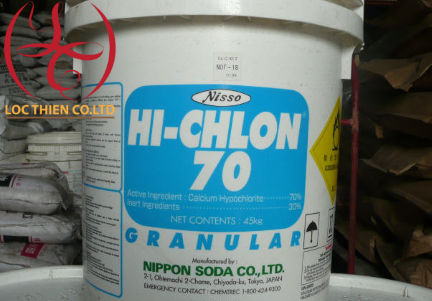 LOC THIEN CO.LTD
NOF-18
Nisso
HI-CHLON
70
Active Ingredient : Calcium Hypochlorite 70%
Inert Ingredients 30%
NET CONTENTS : 45kg
GRANULAR
Manufactured by :
NIPPON SODA CO., LTD.
2-1, Ohtemachi 2-Chome, Chiyoda-ku, Tokyo, JAPAN
EMERGENCY CONTACT : CHEMTREC 1-800-424-9300